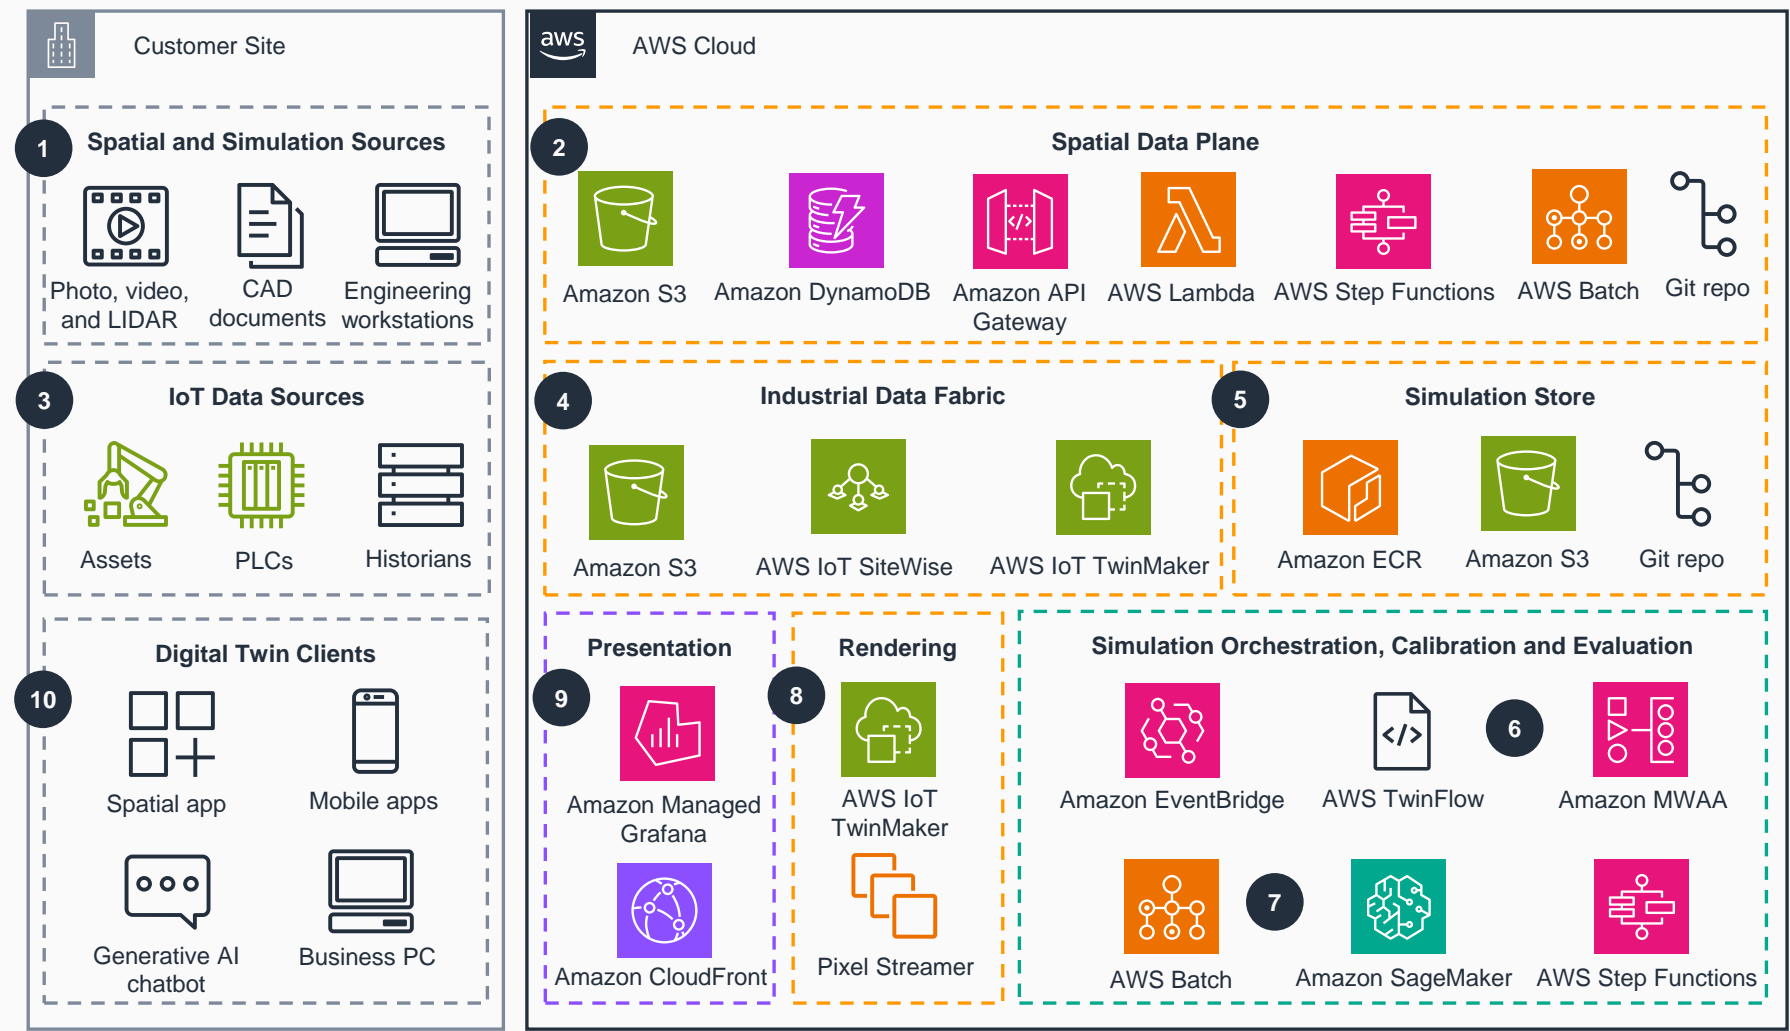 Customer Site
aws
AWS Cloud
1
Spatial and Simulation Sources
Photo, video,
and LIDAR
CAD
documents
Engineering
workstations
2
Spatial Data Plane
Amazon S3
Amazon DynamoDB
Amazon API
Gateway
AWS Lambda
AWS Step Functions
AWS Batch
Git repo
3
IoT Data Sources
Assets
PLCs
Historians
4
Industrial Data Fabric
Amazon S3
AWS IoT SiteWise
AWS IoT TwinMaker
5
Simulation Store
Amazon ECR
Amazon S3
Git repo
10
Digital Twin Clients
Spatial app
Mobile apps
Generative AI
chatbot
Business PC
9
Presentation
Amazon Managed
Grafana
Amazon CloudFront
8
Rendering
AWS IoT
TwinMaker
Pixel Streamer
Simulation Orchestration, Calibration and Evaluation
Amazon EventBridge
</>
AWS TwinFlow
6
Amazon MWAA
AWS Batch
7
Amazon SageMaker
AWS Step Functions